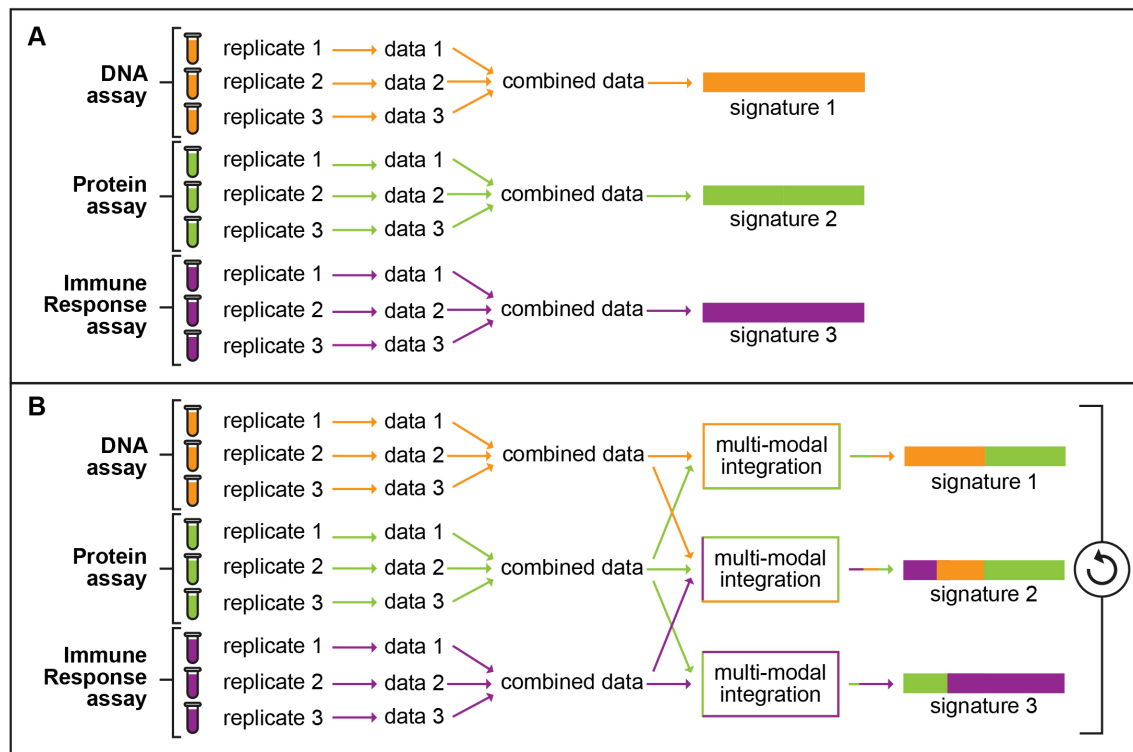 A
DNA
assay
replicate 1
data 1
replicate 2
data 2
combined data
replicate 3
data 3
signature 1
Protein
assay
replicate 1
data 1
replicate 2
data 2
combined data
replicate 3
data 3
signature 2
Immune
Response
assay
replicate 1
data 1
replicate 2
data 2
combined data
replicate 3
data 3
signature 3
B
DNA
assay
replicate 1
data 1
replicate 2
data 2
combined data
replicate 3
data 3
multi-modal
integration
signature 1
Protein
assay
replicate 1
data 1
replicate 2
data 2
combined data
replicate 3
data 3
multi-modal
integration
signature 2
Immune
Response
assay
replicate 1
data 1
replicate 2
data 2
combined data
replicate 3
data 3
multi-modal
integration
signature 3